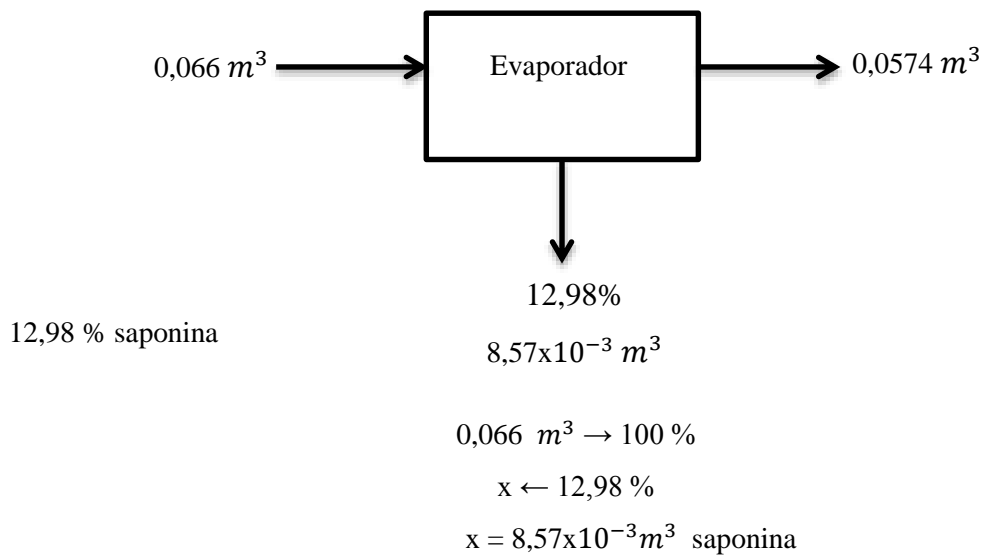 0,066 m³ Evaporador 0,0574 m³
12,98%
12,98 % saponina
8,57x10⁻³ m³
0,066 m³ → 100 %
x ← 12,98 %
x = 8,57x10⁻³m³ saponina